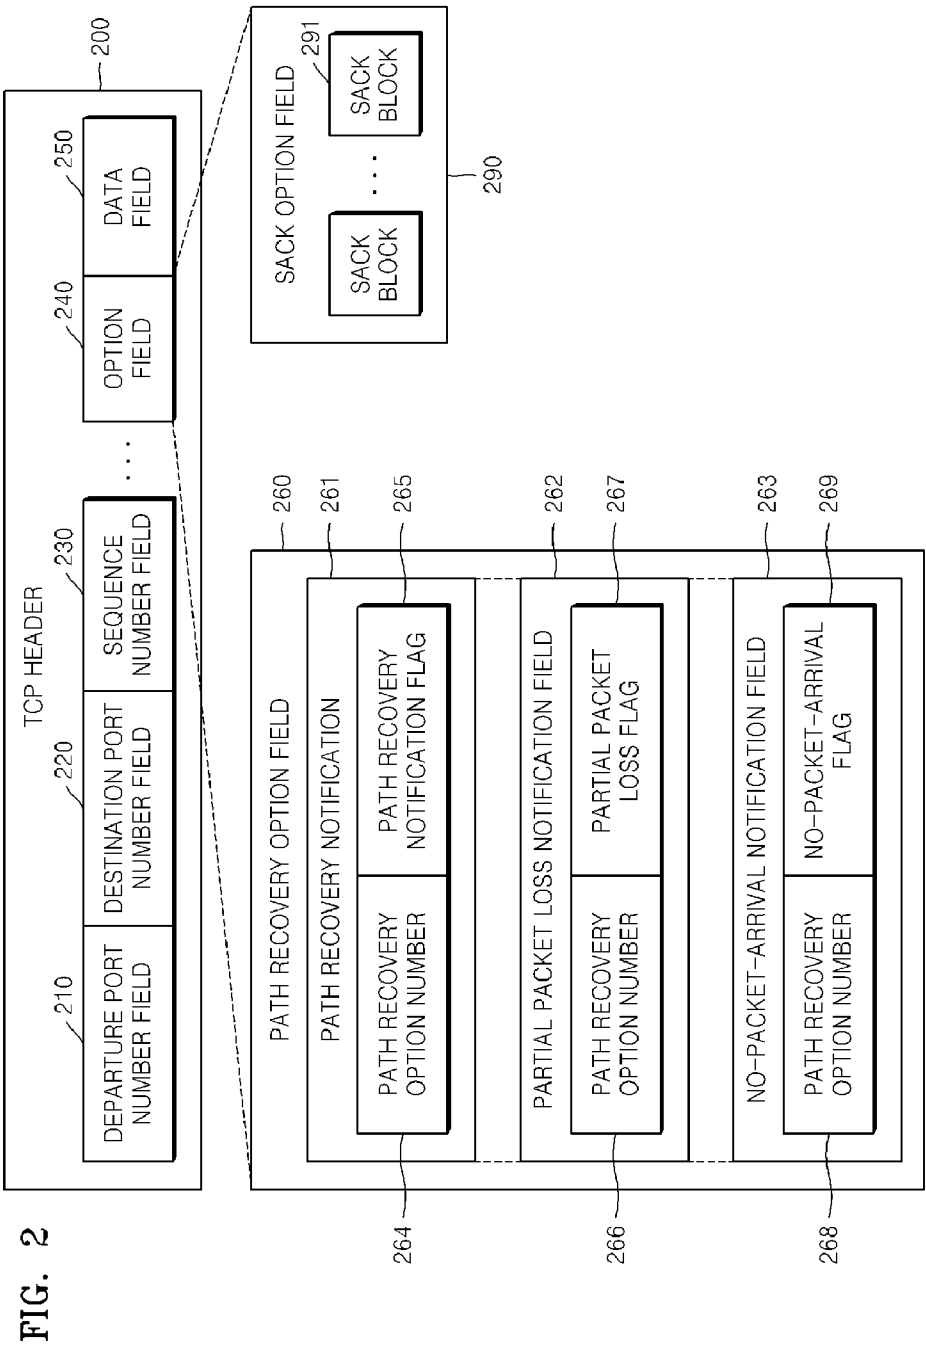 FIG. 2
TCP HEADER
200
210
220
230
240
250
DEPARTURE PORT
NUMBER FIELD
DESTINATION PORT
NUMBER FIELD
SEQUENCE
NUMBER FIELD
...
OPTION
FIELD
DATA
FIELD
PATH RECOVERY OPTION FIELD
260
PATH RECOVERY NOTIFICATION
261
PATH RECOVERY
OPTION NUMBER
PATH RECOVERY
NOTIFICATION FLAG
264
265
PARTIAL PACKET LOSS NOTIFICATION FIELD
262
PATH RECOVERY
OPTION NUMBER
PARTIAL PACKET
LOSS FLAG
266
267
NO-PACKET-ARRIVAL NOTIFICATION FIELD
263
PATH RECOVERY
OPTION NUMBER
NO-PACKET-ARRIVAL
FLAG
268
269
SACK OPTION FIELD
291
SACK
BLOCK
...
SACK
BLOCK
290